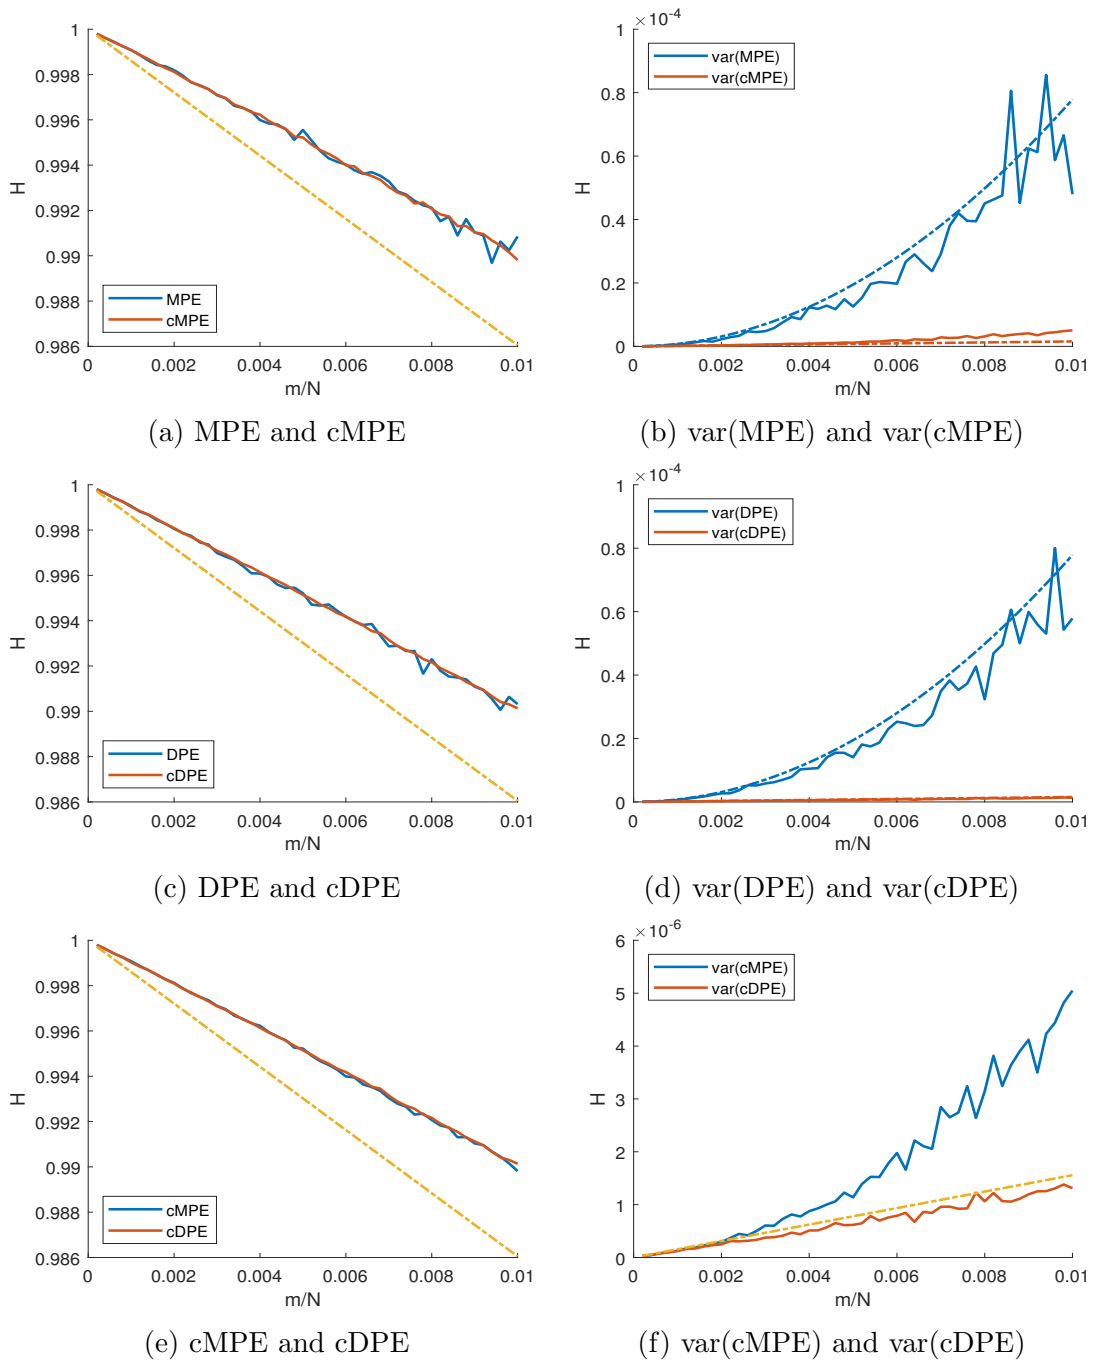 1
0.998
0.996
0.994
0.992
0.99
0.988
0.986
H
MPE
cMPE
0
0.002
0.004
0.006
0.008
0.01
m/N
(a) MPE and cMPE
×10-4
1
0.8
0.6
0.4
0.2
0
H
var(MPE)
var(cMPE)
0
0.002
0.004
0.006
0.008
0.01
m/N
(b) var(MPE) and var(cMPE)
1
0.998
0.996
0.994
0.992
0.99
0.988
0.986
H
DPE
cDPE
0
0.002
0.004
0.006
0.008
0.01
m/N
(c) DPE and cDPE
×10-4
1
0.8
0.6
0.4
0.2
0
H
var(DPE)
var(cDPE)
0
0.002
0.004
0.006
0.008
0.01
m/N
(d) var(DPE) and var(cDPE)
1
0.998
0.996
0.994
0.992
0.99
0.988
0.986
H
cMPE
cDPE
0
0.002
0.004
0.006
0.008
0.01
m/N
(e) cMPE and cDPE
×10-6
6
5
4
3
2
1
0
H
var(cMPE)
var(cDPE)
0
0.002
0.004
0.006
0.008
0.01
m/N
(f) var(cMPE) and var(cDPE)